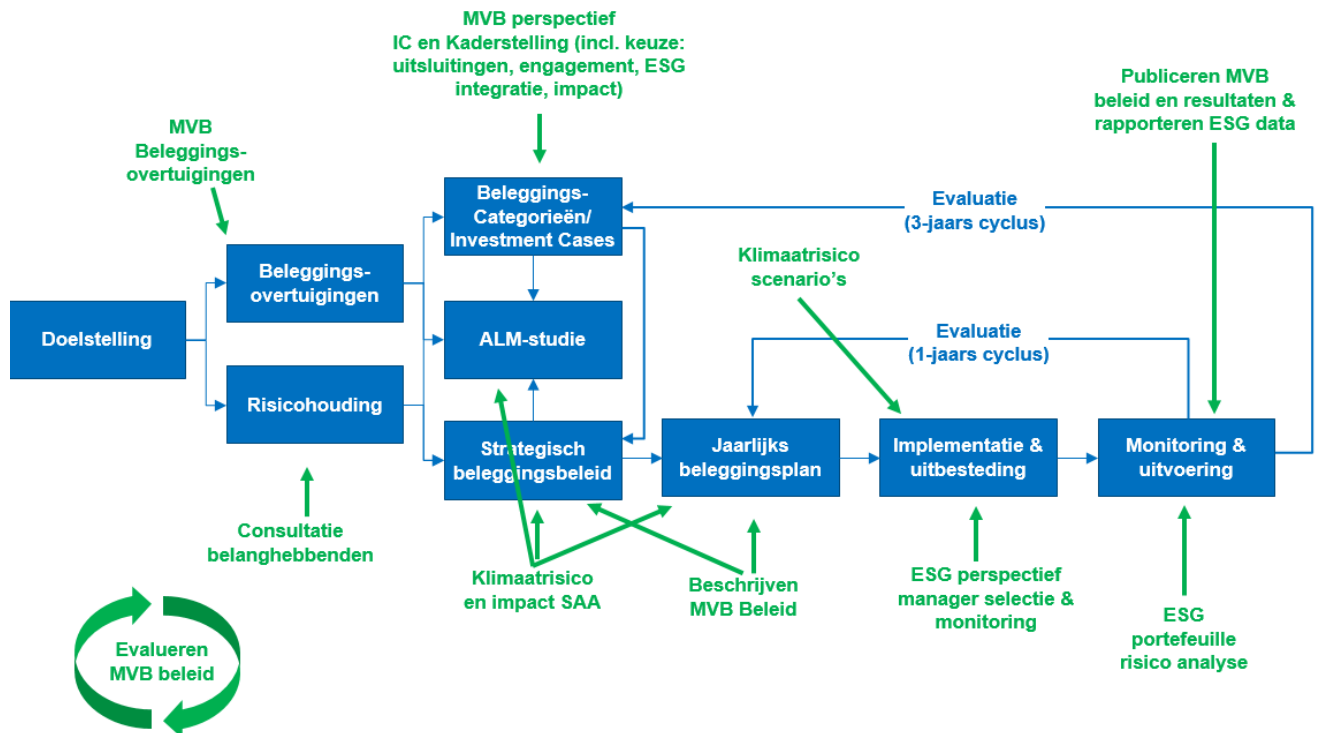 MVB perspectief
IC en Kaderstelling (incl. keuze:
uitsluitingen, engagement, ESG
integratie, impact)
Publiceren MVB
beleid en resultaten &
rapporteren ESG data
MVB
Beleggings-
overtuigingen
Beleggings-
Categorieën/
Investment Cases
Evaluatie
(3-jaars cyclus)
Klimaatrisico
scenario's
Beleggings-
overtuigingen
Doelstelling
ALM-studie
Evaluatie
(1-jaars cyclus)
Risicohouding
Strategisch
beleggingsbeleid
Jaarlijks
beleggingsplan
Implementatie &
uitbesteding
Monitoring &
uitvoering
Consultatie
belanghebbenden
Klimaatrisico
en impact SAA
Beschrijven
MVB Beleid
ESG perspectief
manager selectie &
monitoring
ESG
portefeuille
risico analyse
Evalueren
MVB beleid